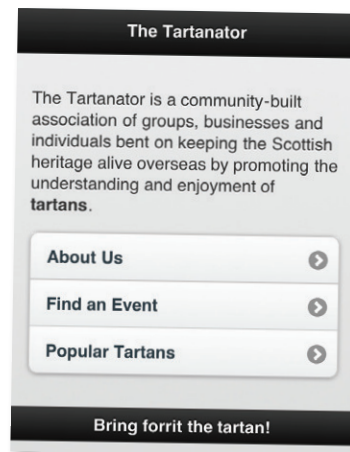 The Tartanator
The Tartanator is a community-built
association of groups, businesses and
individuals bent on keeping the Scottish
heritage alive overseas by promoting the
understanding and enjoyment of
tartans.
About Us
Find an Event
Popular Tartans
Bring forrit the tartan!